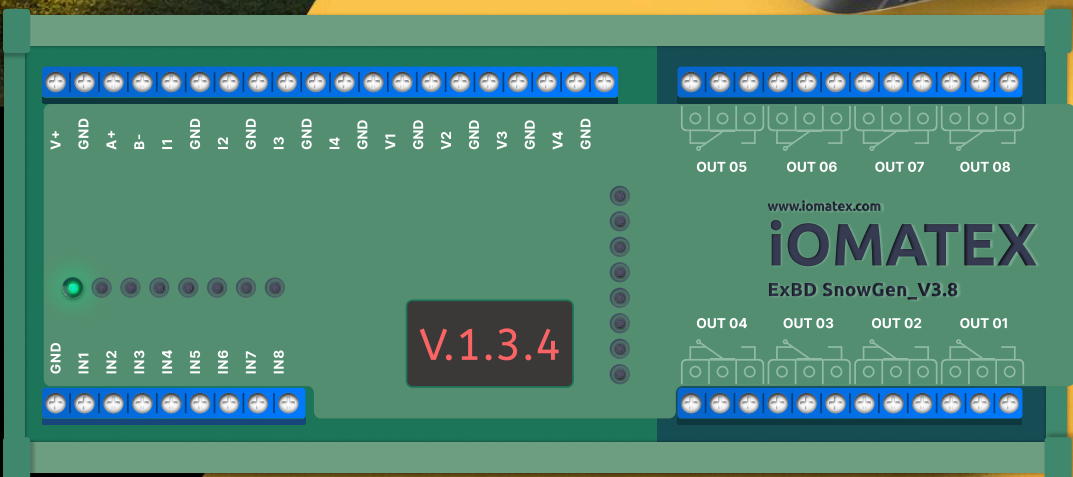 V+ GND A+ B- I1 GND I2 GND I3 GND I4 GND V1 GND V2 GND V3 GND V4 GND
OUT 05 OUT 06 OUT 07 OUT 08
www.iomatex.com
iOMATEX
ExBD SnowGen_V3.8
V.1.3.4
OUT 04 OUT 03 OUT 02 OUT 01
GND IN1 IN2 IN3 IN4 IN5 IN6 IN7 IN8